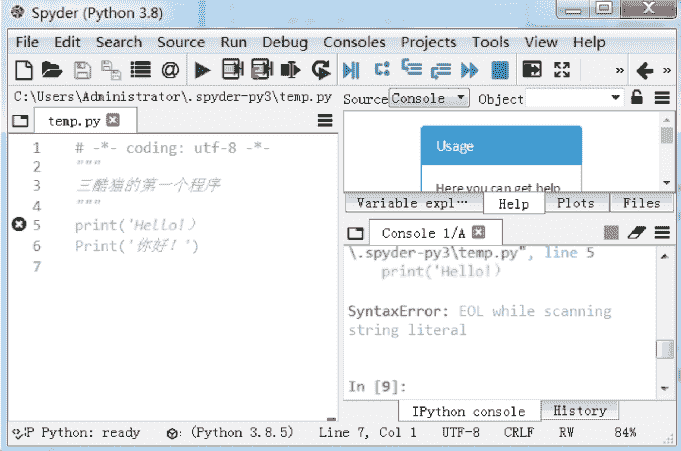 Spyder (Python 3.8)
File Edit Search Source Run Debug Consoles Projects Tools View Help
C:\Users\Administrator\.spyder-py3\temp.py
temp.py
1 # -*- coding: utf-8 -*-
2 """
3 三酷猫的第一个程序
4 """
5 print('Hello!)
6 Print('你好！')
7
Source Console Object
Usage
Here you can get help
Variable expl… Help Plots Files
Console 1/A
\.spyder-py3\temp.py", line 5
print('Hello!)
SyntaxError: EOL while scanning
string literal
In [9]:
IPython console History
LSP Python: ready (Python 3.8.5) Line 7, Col 1 UTF-8 CRLF RW 84%